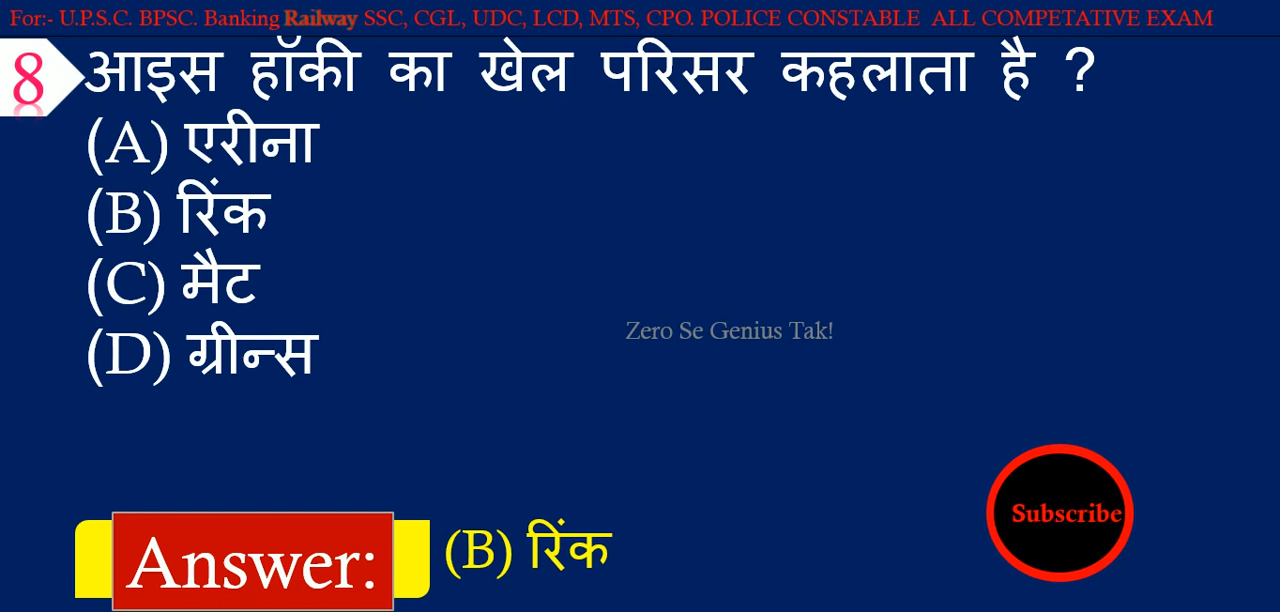 For:- U.P.S.C. BPSC. Banking Railway SSC, CGL, UDC, LCD, MTS, CPO. POLICE CONSTABLE ALL COMPETATIVE EXAM
8 आइस हॉकी का खेल परिसर कहलाता है ?
(A) एरीना
(B) रिंक
(C) मैट
(D) ग्रीन्स
Zero Se Genius Tak!
Subscribe
Answer: (B) रिंक